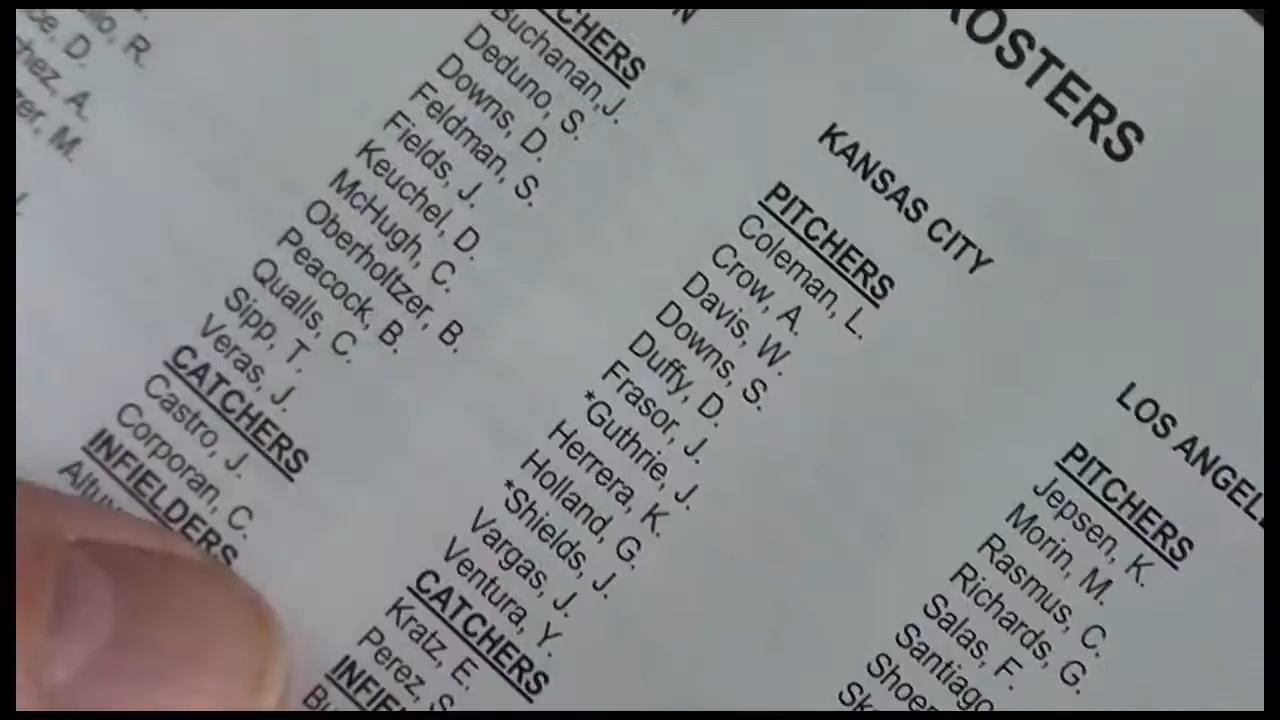 ROSTERS
R.
D.
A.
M.
Buchanan,J.
Deduno, S.
Downs, D.
Feldman, S.
Fields, J.
Keuchel, D.
McHugh, C.
Oberholtzer, B.
Peacock, B.
Qualls, C.
Sipp, T.
Veras, J.
CATCHERS
Castro, J.
Corporan, C.
INFIELDERS
KANSAS CITY
PITCHERS
Coleman, L.
Crow, A.
Davis, W.
Downs, S.
Duffy, D.
Frasor, J.
*Guthrie, J.
Herrera, K.
Holland, G.
*Shields, J.
Vargas, J.
Ventura, Y.
CATCHERS
Kratz, E.
Perez, S
LOS
PITCHERS
Jepsen, K.
Morin, M.
Rasmus, C.
Richards, G.
Salas, F.
Santiago